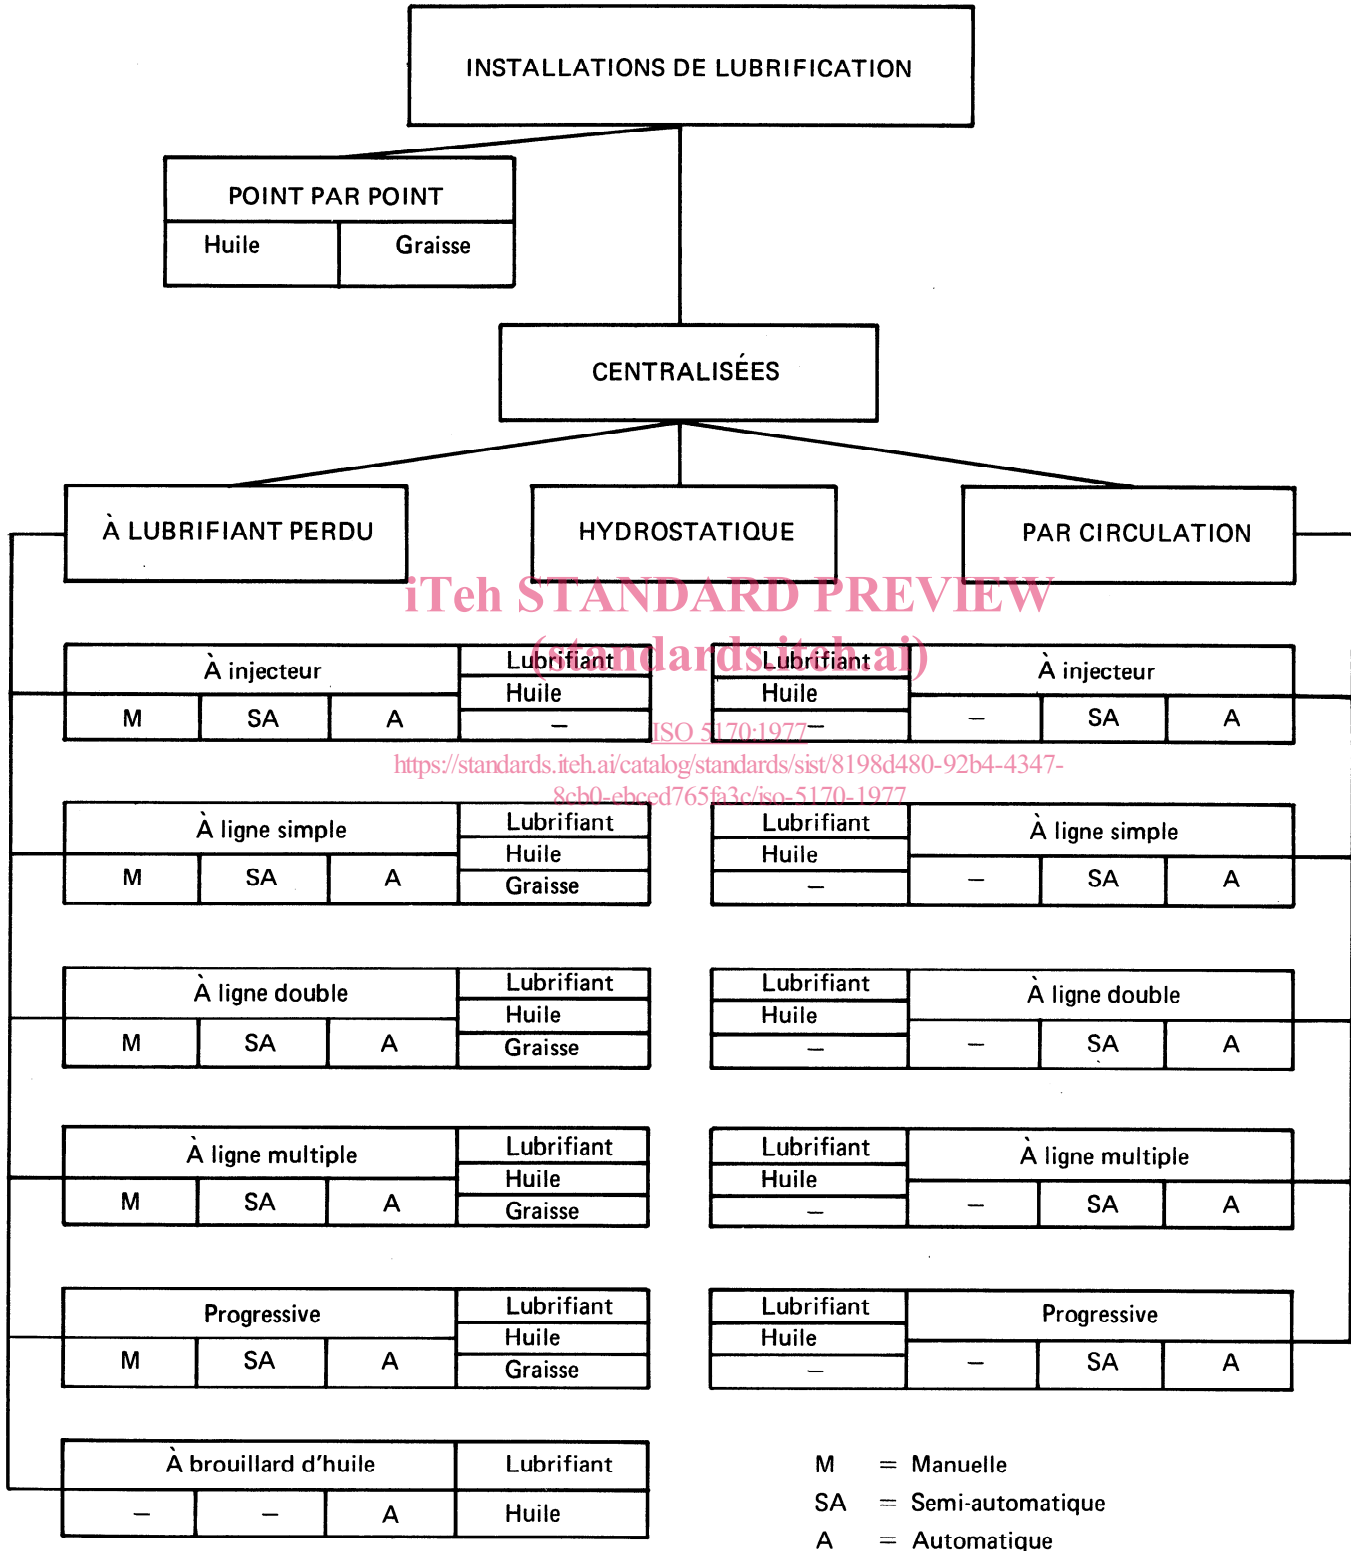 INSTALLATIONS DE LUBRIFICATION
POINT PAR POINT
Huile Graisse
CENTRALISÉES
À LUBRIFIANT PERDU
HYDROSTATIQUE
PAR CIRCULATION
iTeh STANDARD PREVIEW
(standards.iteh.ai)
ISO 5170:1977
https://standards.iteh.ai/catalog/standards/sist/8198d480-92b4-4347-
8cb0-ebced765fa3c/iso-5170-1977
À injecteur Lubrifiant
Huile
M SA A –
Lubrifiant À injecteur
Huile
– – SA A
À ligne simple Lubrifiant
Huile
M SA A Graisse
Lubrifiant À ligne simple
Huile
– – SA A
À ligne double Lubrifiant
Huile
M SA A Graisse
Lubrifiant À ligne double
Huile
– – SA A
À ligne multiple Lubrifiant
Huile
M SA A Graisse
Lubrifiant À ligne multiple
Huile
– – SA A
Progressive Lubrifiant
Huile
M SA A Graisse
Lubrifiant Progressive
Huile
– – SA A
À brouillard d'huile Lubrifiant
– – A Huile
M = Manuelle
SA = Semi-automatique
A = Automatique